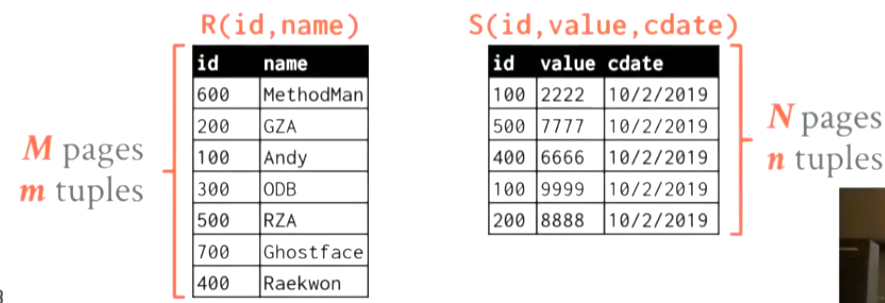 R(id,name)
id name
600 MethodMan
200 GZA
100 Andy
300 ODB
500 RZA
700 Ghostface
400 Raekwon
M pages
m tuples
S(id,value,cdate)
id value cdate
100 2222 10/2/2019
500 7777 10/2/2019
400 6666 10/2/2019
100 9999 10/2/2019
200 8888 10/2/2019
N pages
n tuples